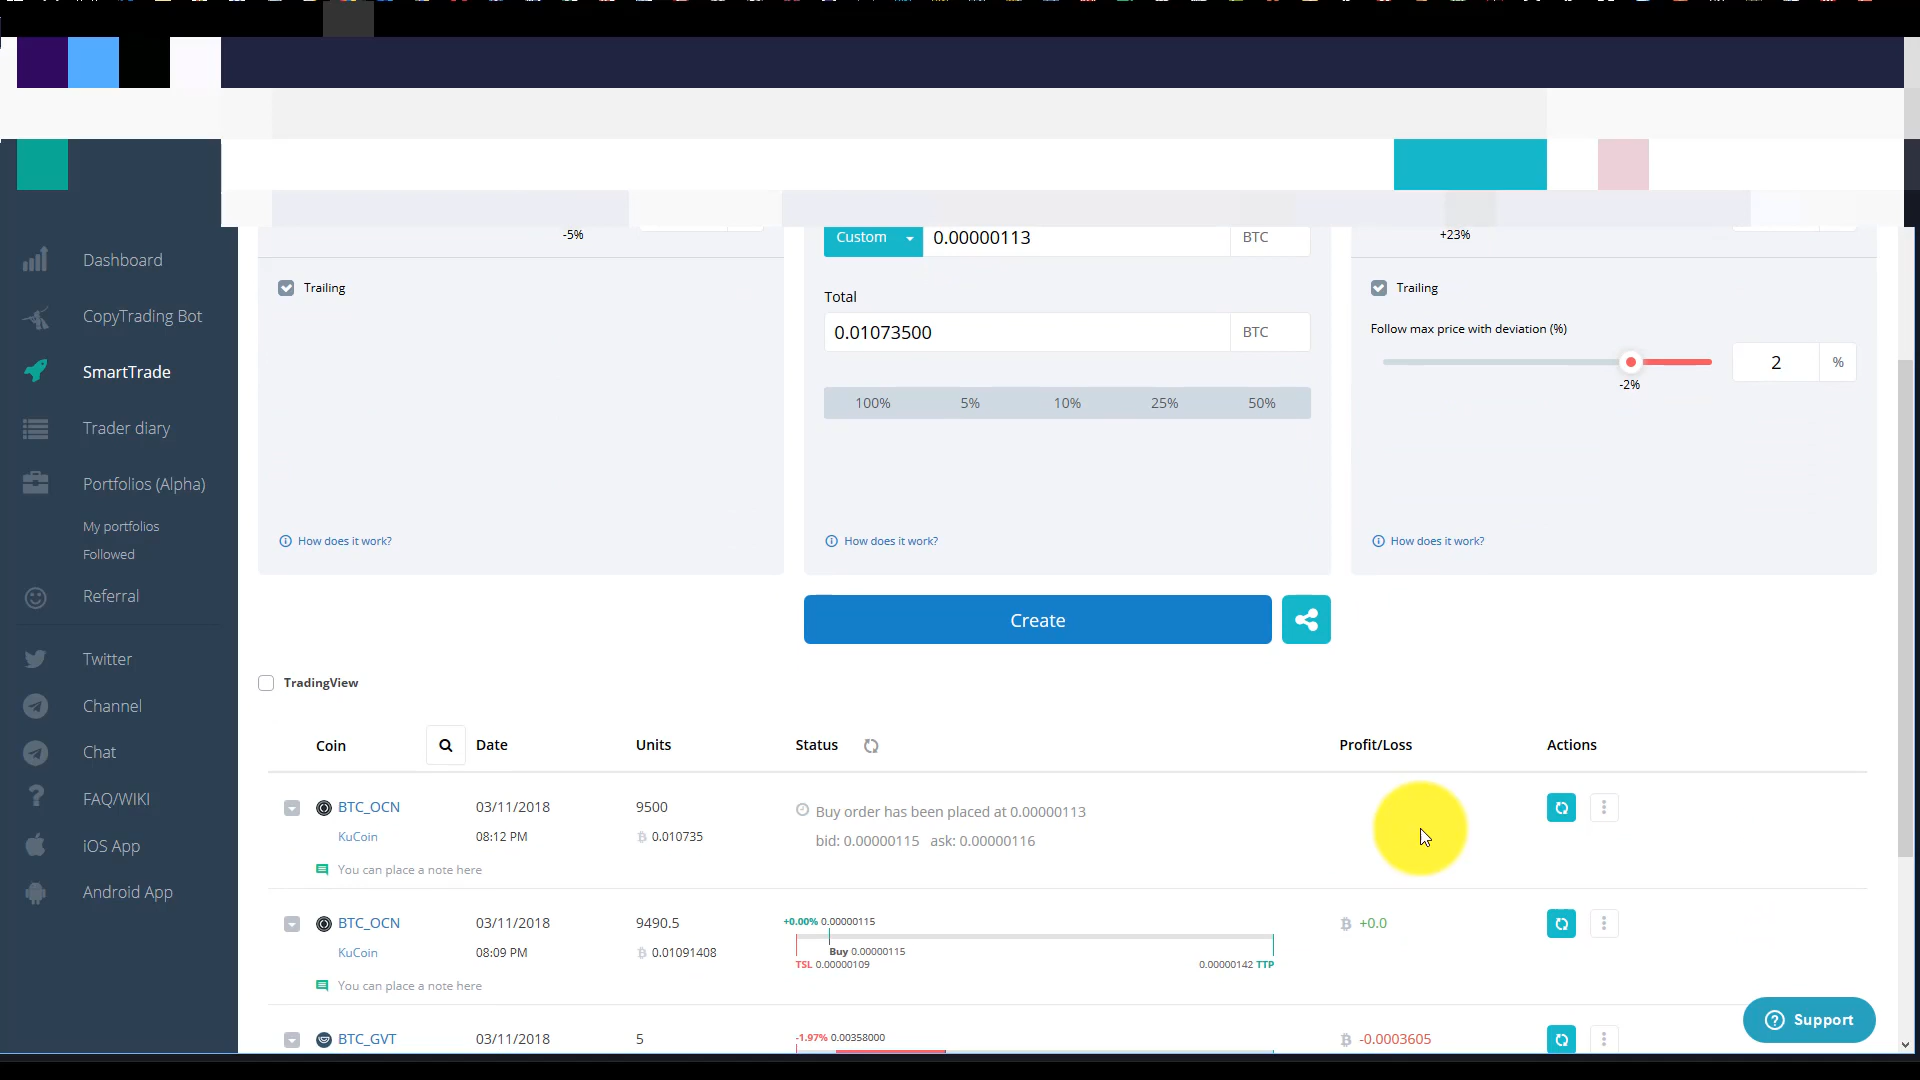 Dashboard
CopyTrading Bot
SmartTrade
Trader diary
Portfolios (Alpha)
My portfolios
Followed
Referral
Twitter
Channel
Chat
FAQ/WIKI
iOS App
Android App
-5%
Trailing
How does it work?
Custom 0.00000113 BTC
Total
0.01073500 BTC
100% 5% 10% 25% 50%
How does it work?
+23%
Trailing
Follow max price with deviation (%)
2 %
-2%
How does it work?
Create
TradingView
Coin Date Units Status Profit/Loss Actions
BTC_OCN 03/11/2018 9500 Buy order has been placed at 0.00000113
KuCoin 08:12 PM 0.010735 bid: 0.00000115 ask: 0.00000116
You can place a note here
BTC_OCN 03/11/2018 9490.5 +0.00% 0.00000115 +0.0
KuCoin 08:09 PM 0.01091408 Buy 0.00000115
TSL 0.00000109 0.00000142 TTP
You can place a note here
BTC_GVT 03/11/2018 5 -1.97% 0.00358000 -0.0003605
Support